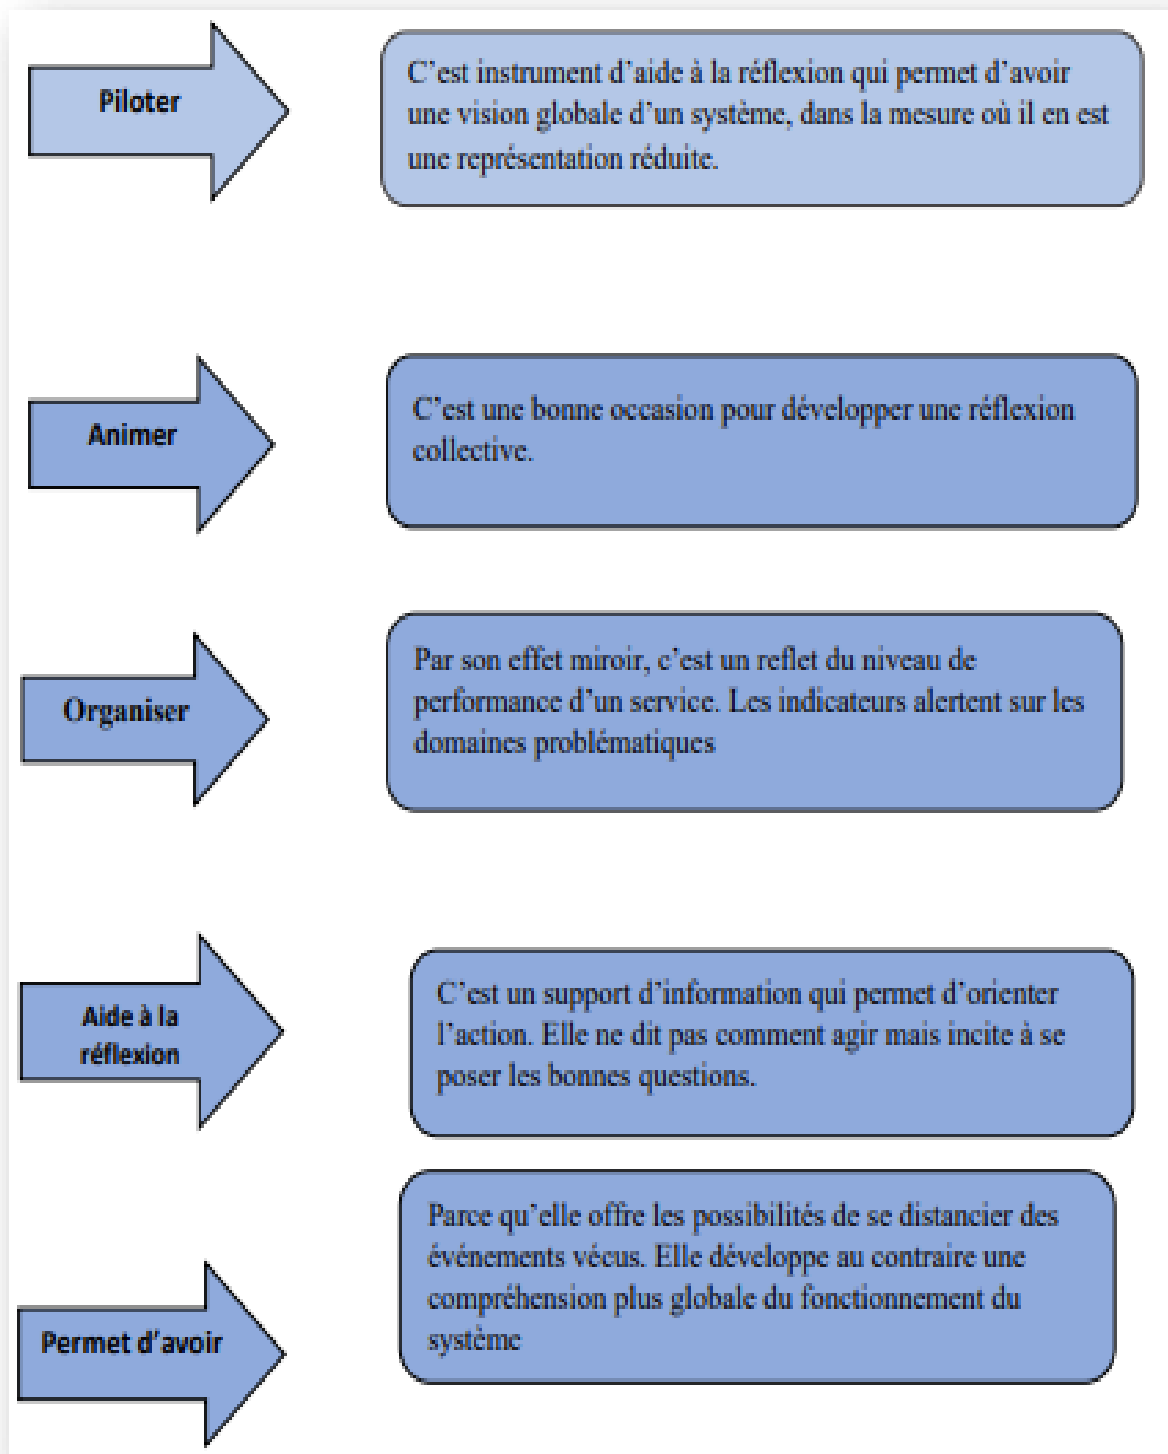 Piloter
C'est instrument d'aide à la réflexion qui permet d'avoir
une vision globale d'un système, dans la mesure où il en est
une représentation réduite.
Animer
C'est une bonne occasion pour développer une réflexion
collective.
Organiser
Par son effet miroir, c'est un reflet du niveau de
performance d'un service. Les indicateurs alertent sur les
domaines problématiques
Aide à la
réflexion
C'est un support d'information qui permet d'orienter
l'action. Elle ne dit pas comment agir mais incite à se
poser les bonnes questions.
Permet d'avoir
Parce qu'elle offre les possibilités de se distancier des
événements vécus. Elle développe au contraire une
compréhension plus globale du fonctionnement du
système